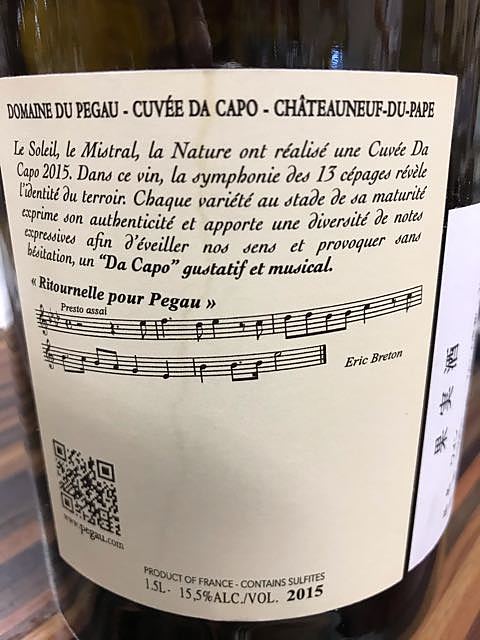 DOMAINE DU PEGAU - CUVÉE DA CAPO - CHÂTEAUNEUF-DU-PAPE
Le Soleil, le Mistral, la Nature ont réalisé une Cuvée Da
Capo 2015. Dans ce vin, la symphonie des 13 cépages révèle
l'identité du terroir. Chaque variété au stade de sa maturité
exprime son authenticité et apporte une diversité de notes
expressives afin d'éveiller nos sens et provoquer sans
hésitation, un "Da Capo" gustatif et musical.
« Ritournelle pour Pegau »
Presto assai
Eric Breton
www.pegau.com
PRODUCT OF FRANCE - CONTAINS SULFITES
1.5L - 15,5%ALC./VOL. 2015
果実酒